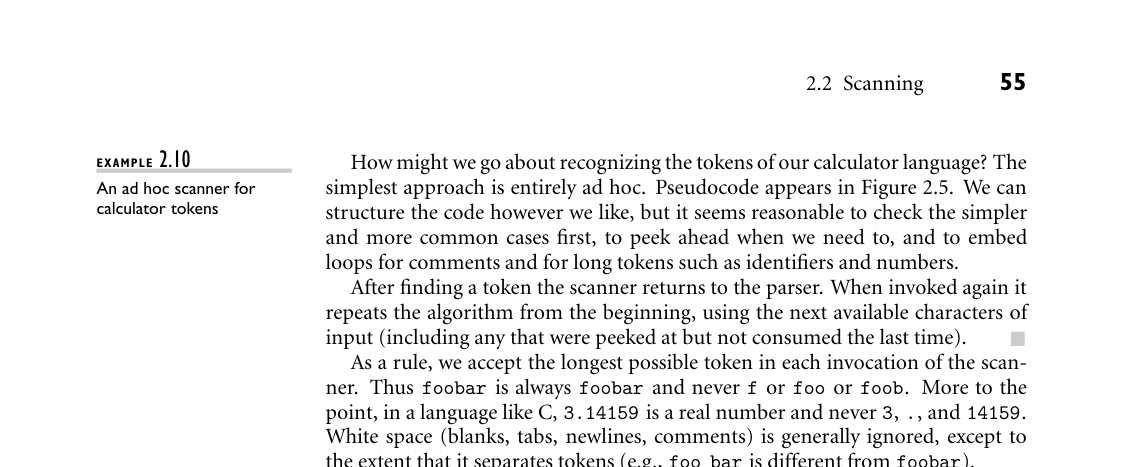 2.2 Scanning 55
EXAMPLE 2.10
An ad hoc scanner for
calculator tokens
How might we go about recognizing the tokens of our calculator language? The
simplest approach is entirely ad hoc. Pseudocode appears in Figure 2.5. We can
structure the code however we like, but it seems reasonable to check the simpler
and more common cases first, to peek ahead when we need to, and to embed
loops for comments and for long tokens such as identifiers and numbers.
After finding a token the scanner returns to the parser. When invoked again it
repeats the algorithm from the beginning, using the next available characters of
input (including any that were peeked at but not consumed the last time).
As a rule, we accept the longest possible token in each invocation of the scan-
ner. Thus foobar is always foobar and never f or foo or foob. More to the
point, in a language like C, 3.14159 is a real number and never 3, ., and 14159.
White space (blanks, tabs, newlines, comments) is generally ignored, except to
the extent that it separates tokens (e.g., foo bar is different from foobar).